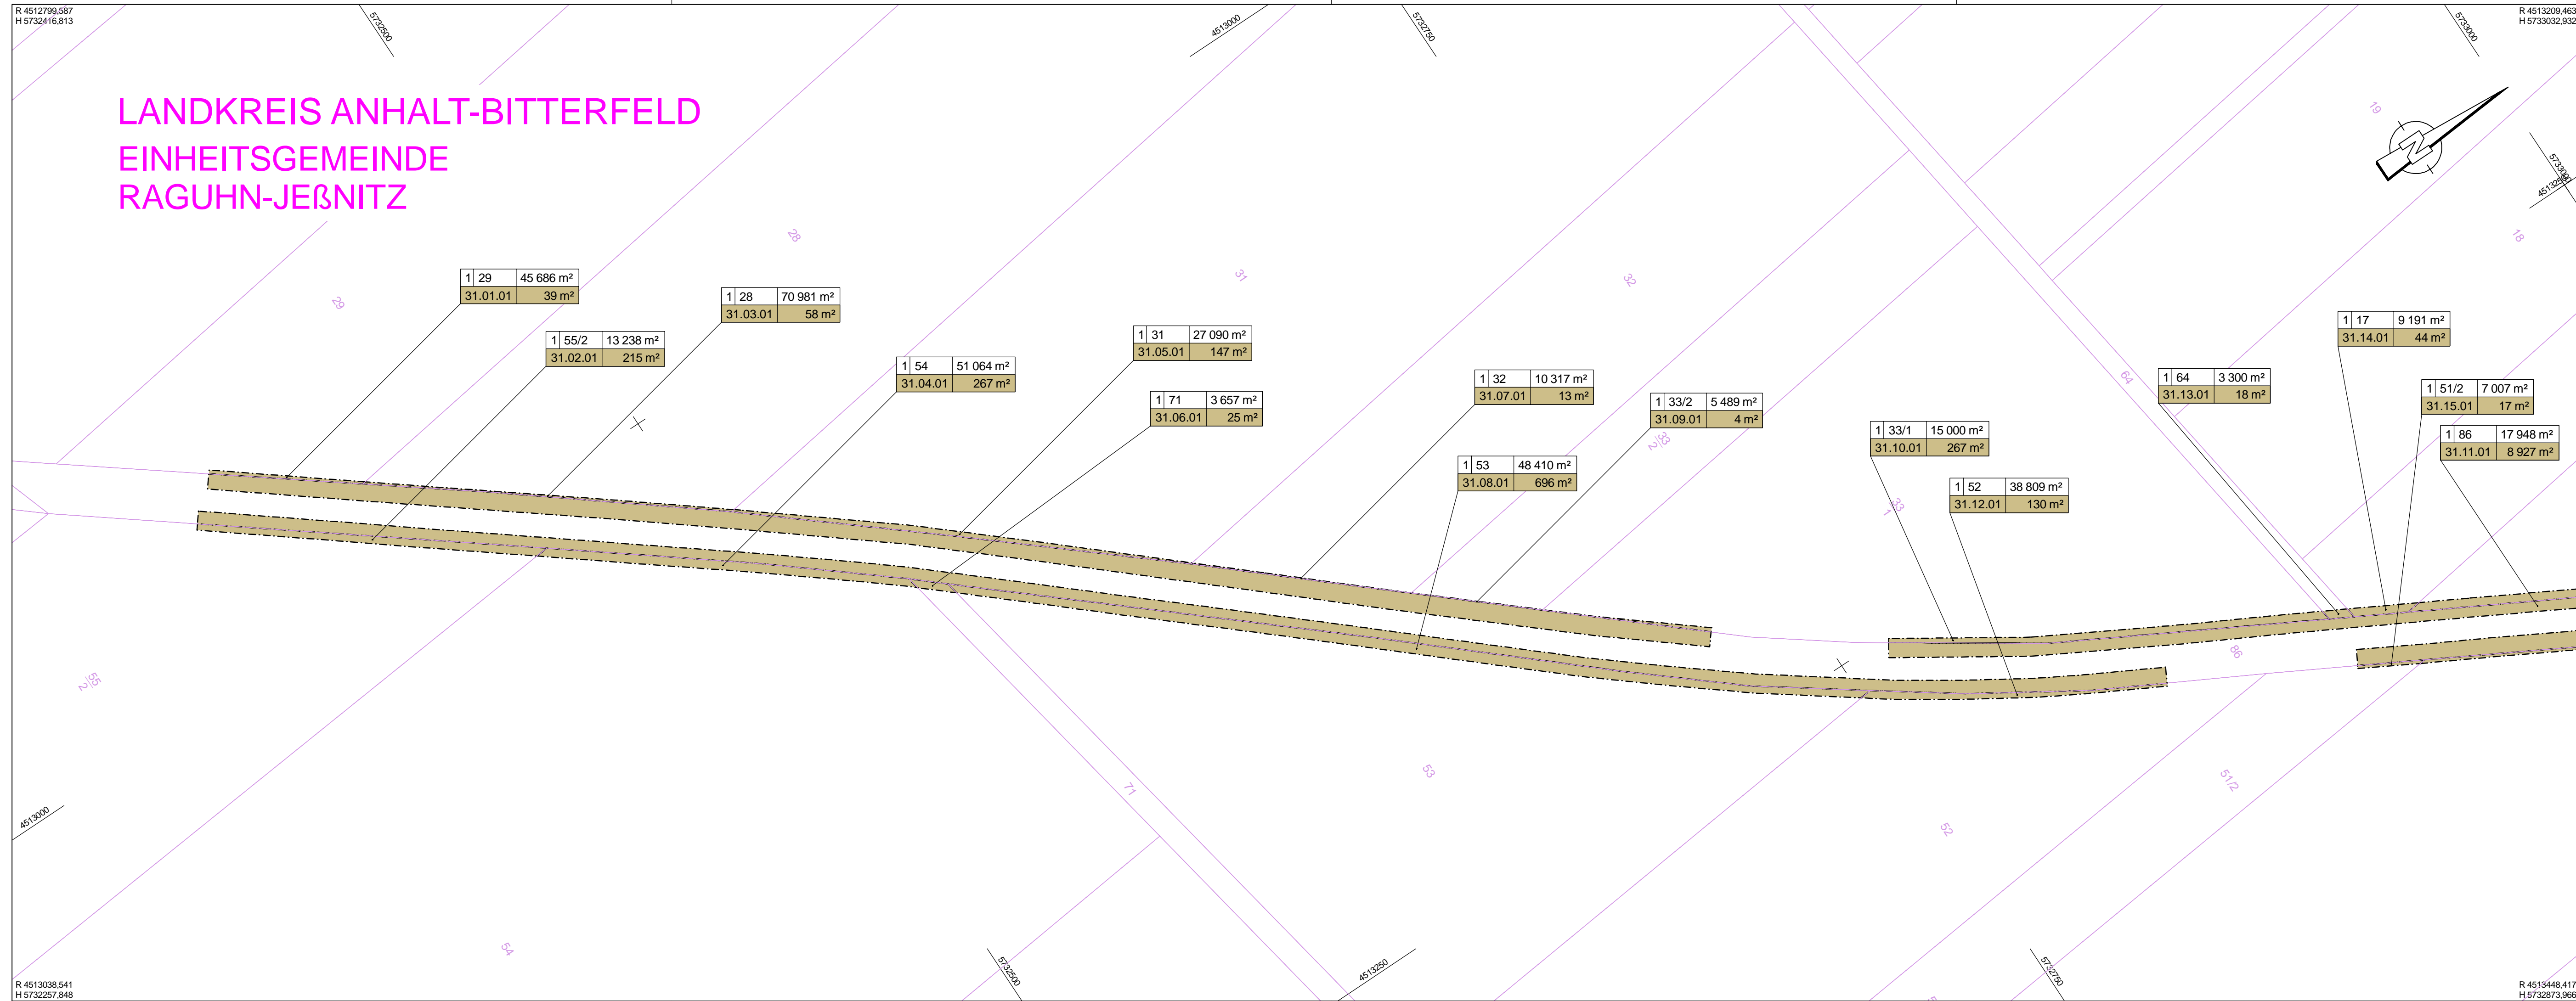 R 4512799,587
H 5732416,813
5732500
4513000
5732750
5733000
R 4513209,463
H 5733032,932
LANDKREIS ANHALT-BITTERFELD
EINHEITSGEMEINDE
RAGUHN-JEßNITZ
19
N
5733000
18
28
31
32
29
1 29 45 686 m²
31.01.01 39 m²
1 28 70 981 m²
31.03.01 58 m²
1 55/2 13 238 m²
31.02.01 215 m²
1 54 51 064 m²
31.04.01 267 m²
1 31 27 090 m²
31.05.01 147 m²
1 71 3 657 m²
31.06.01 25 m²
1 32 10 317 m²
31.07.01 13 m²
1 33/2 5 489 m²
31.09.01 4 m²
1 53 48 410 m²
31.08.01 696 m²
1 33/1 15 000 m²
31.10.01 267 m²
1 52 38 809 m²
31.12.01 130 m²
1 64 3 300 m²
31.13.01 18 m²
1 17 9 191 m²
31.14.01 44 m²
1 51/2 7 007 m²
31.15.01 17 m²
1 86 17 948 m²
31.11.01 8 927 m²
64
33
2
33
1
86
55
2
71
53
51/2
52
54
4513000
5732500
4513250
5732750
R 4513038,541
H 5732257,848
R 4513448,417
H 5732873,966